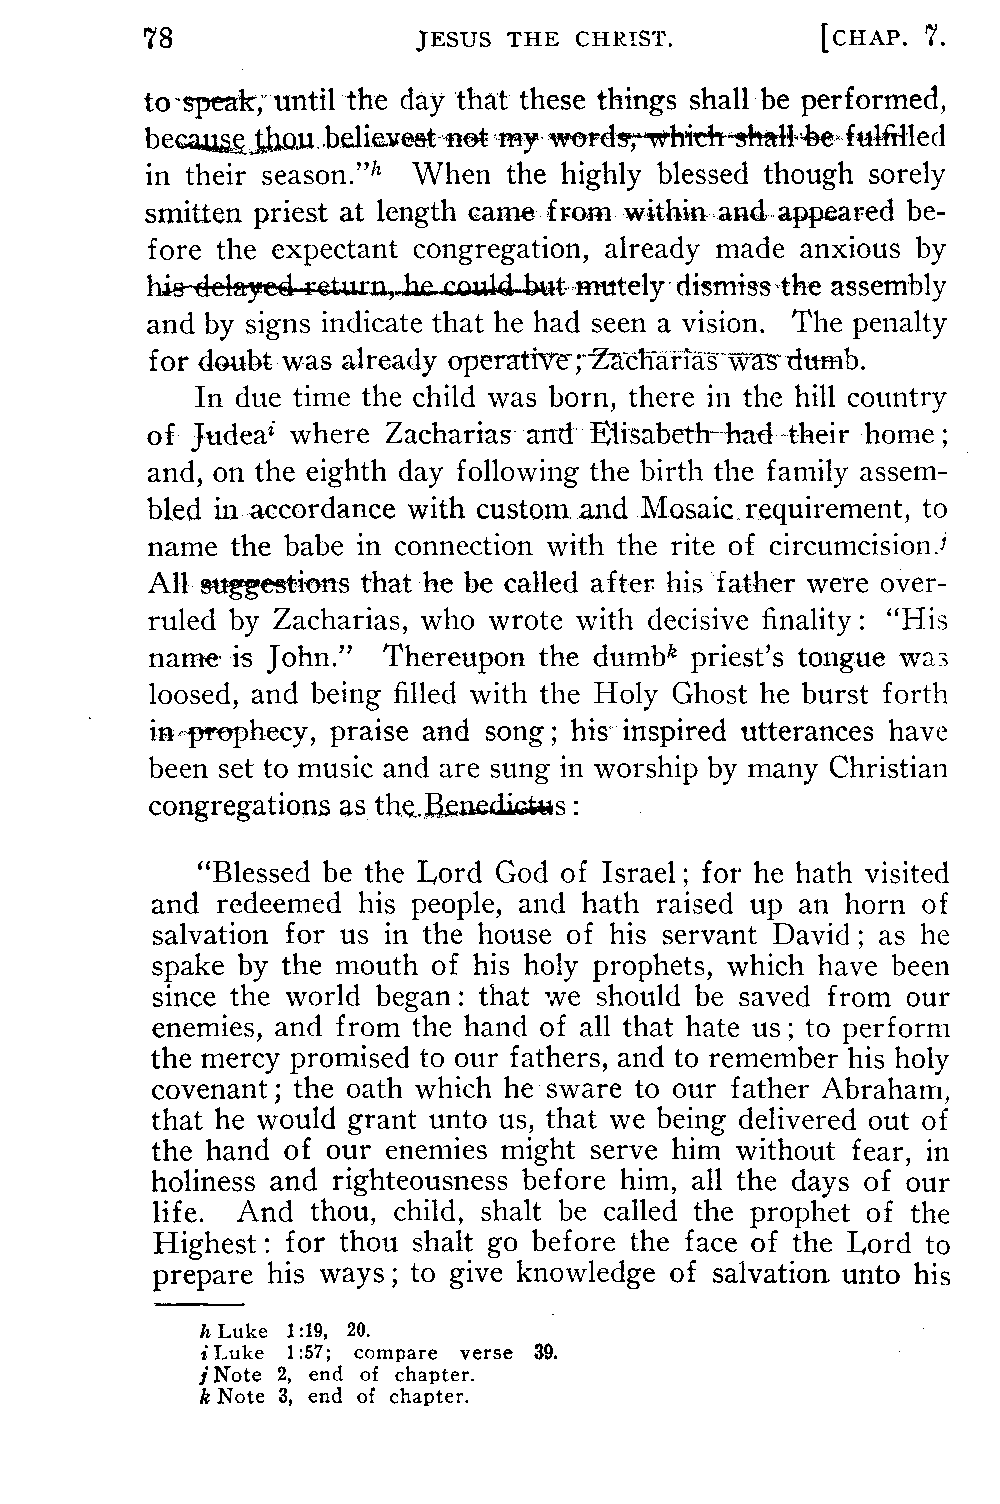 78 JESUS THE CHRIST. [CHAP. 7.
to speak, until the day that these things shall be performed,
because thou believest not my words, which shall be fulfilled
in their season."h When the highly blessed though sorely
smitten priest at length came from within and appeared be-
fore the expectant congregation, already made anxious by
his delayed return, he could but mutely dismiss the assembly
and by signs indicate that he had seen a vision. The penalty
for doubt was already operative; Zacharias was dumb.
In due time the child was born, there in the hill country
of Judeai where Zacharias and Elisabeth had their home;
and, on the eighth day following the birth the family assem-
bled in accordance with custom and Mosaic requirement, to
name the babe in connection with the rite of circumcision.j
All suggestions that he be called after his father were over-
ruled by Zacharias, who wrote with decisive finality: "His
name is John." Thereupon the dumbk priest's tongue was
loosed, and being filled with the Holy Ghost he burst forth
in prophecy, praise and song; his inspired utterances have
been set to music and are sung in worship by many Christian
congregations as the Benedictus:
"Blessed be the Lord God of Israel; for he hath visited
and redeemed his people, and hath raised up an horn of
salvation for us in the house of his servant David; as he
spake by the mouth of his holy prophets, which have been
since the world began: that we should be saved from our
enemies, and from the hand of all that hate us; to perform
the mercy promised to our fathers, and to remember his holy
covenant; the oath which he sware to our father Abraham,
that he would grant unto us, that we being delivered out of
the hand of our enemies might serve him without fear, in
holiness and righteousness before him, all the days of our
life. And thou, child, shalt be called the prophet of the
Highest: for thou shalt go before the face of the Lord to
prepare his ways; to give knowledge of salvation unto his
h Luke 1:19, 20.
i Luke 1:57; compare verse 39.
j Note 2, end of chapter.
k Note 3, end of chapter.